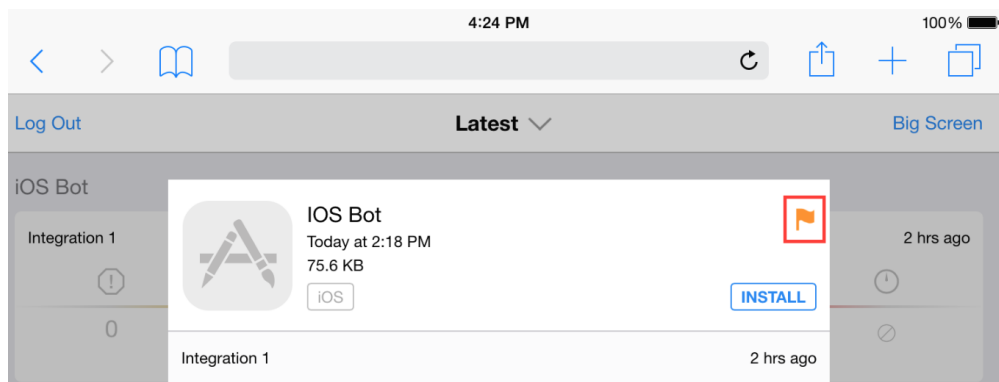 4:24 PM
100%
Log Out
Latest
Big Screen
iOS Bot
IOS Bot
Integration 1
Today at 2:18 PM
2 hrs ago
75.6 KB
iOS
INSTALL
0
Integration 1
2 hrs ago